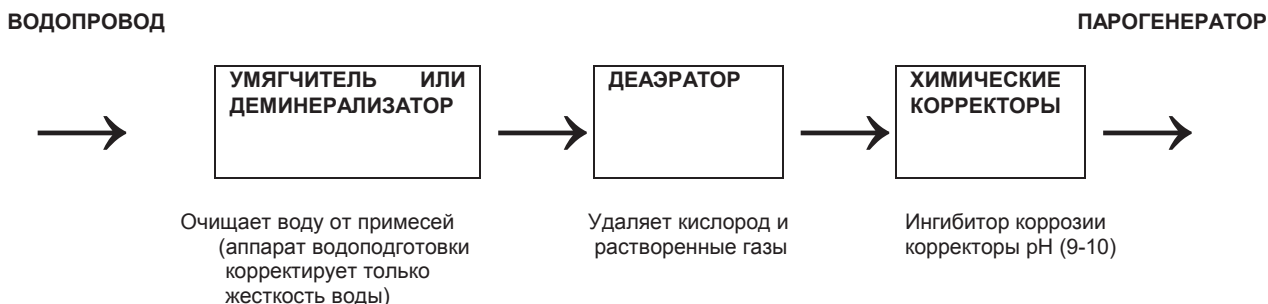 ВОДОПРОВОД
ПАРОГЕНЕРАТОР
УМЯГЧИТЕЛЬ ИЛИ
ДЕМИНЕРАЛИЗАТОР
ДЕАЭРАТОР
ХИМИЧЕСКИЕ
КОРРЕКТОРЫ
Очищает воду от примесей
(аппарат водоподготовки
корректирует только
жесткость воды)
Удаляет кислород и
растворенные газы
Ингибитор коррозии
корректоры pH (9-10)